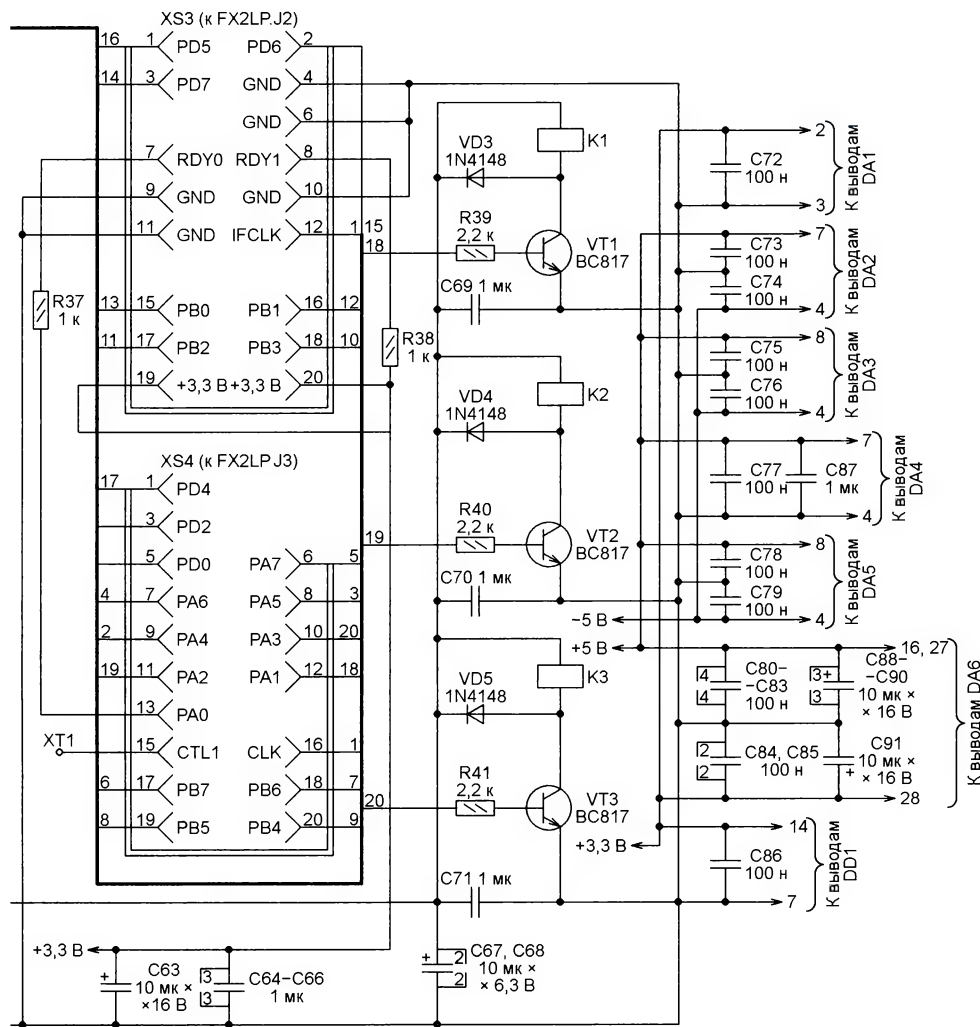 XS3 (к FX2LP.J2)
16 1 PD5 PD6 2
14 3 PD7 GND 4
GND 6
7 RDY0 RDY1 8
9 GND GND 10
11 GND IFCLK 12 1 15
18
13 15 PB0 PB1 16 12
11 17 PB2 PB3 18 10
19 +3,3 В +3,3 В 20
R37
1 к
R38
1 к
XS4 (к FX2LP.J3)
17 1 PD4
3 PD2
5 PD0 PA7 6 5
19
4 7 PA6 PA5 8 3
2 9 PA4 PA3 10 20
19 11 PA2 PA1 12 18
13 PA0
XT1
15 CTL1 CLK 16 1
6 17 PB7 PB6 18 7
20
8 19 PB5 PB4 20 9
+3,3 В
C63
10 мк ×
×16 В
3
3
C64–C66
1 мк
K1
VD3
1N4148
R39
2,2 к
VT1
BC817
C69 1 мк
K2
VD4
1N4148
R40
2,2 к
VT2
BC817
C70 1 мк
K3
VD5
1N4148
R41
2,2 к
VT3
BC817
C71 1 мк
+
2
2
C67, C68
10 мк ×
× 6,3 В
2
C72
100 н
3
К выводам
DA1
7
C73
100 н
C74
100 н
4
К выводам
DA2
8
C75
100 н
C76
100 н
4
К выводам
DA3
7
C77
100 н
C87
1 мк
4
К выводам
DA4
8
C78
100 н
C79
100 н
4
К выводам
DA5
–5 В
+5 В
16, 27
4
4
C80–
–C83
100 н
3+
3
C88–
–C90
10 мк ×
× 16 В
2
2
C84, C85
100 н
C91
10 мк ×
+ × 16 В
28
К выводам DA6
+3,3 В
14
C86
100 н
7
К выводам
DD1